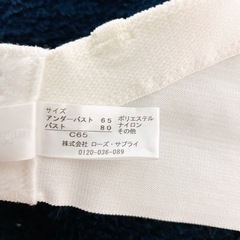 サイズ
アンダーバスト 65 ポリエステル
バスト 80 ナイロン
C65 その他
株式会社 ローズ・サプライ
0120-036-089